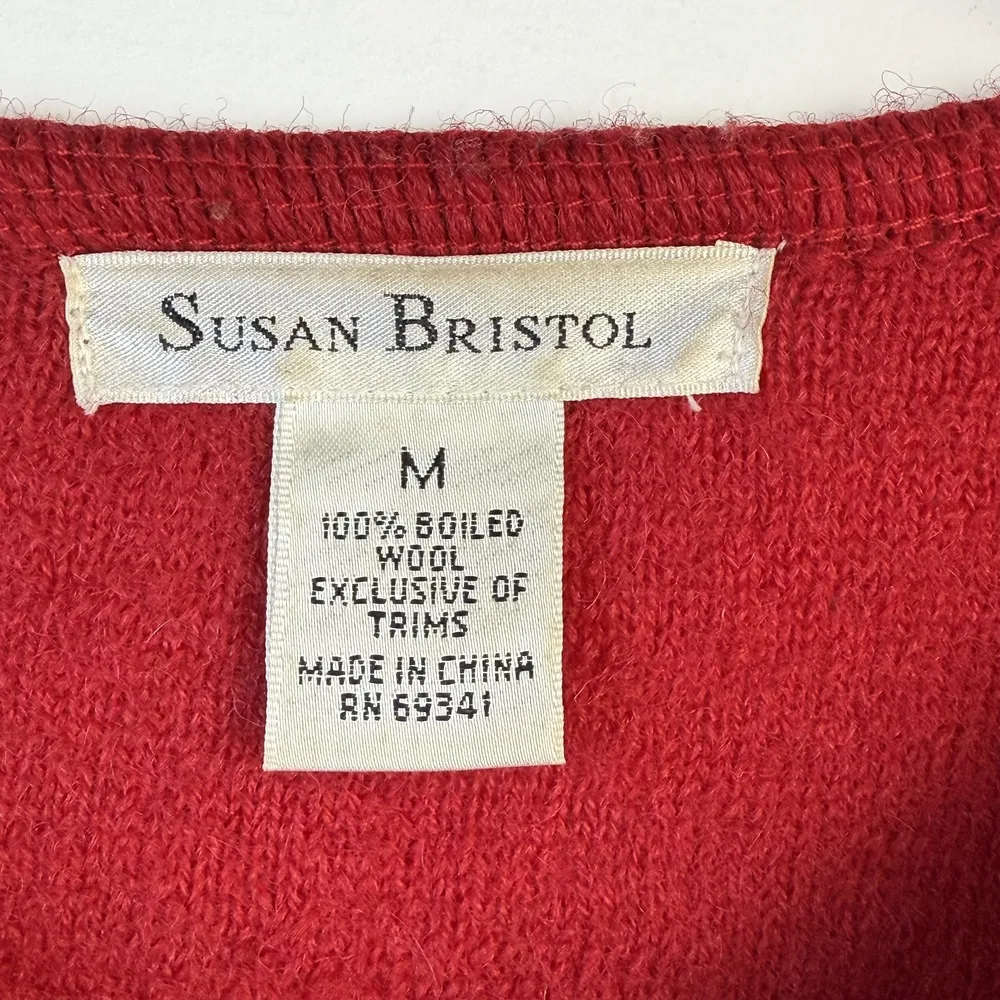 SUSAN BRISTOL
M
100% BOILED
WOOL
EXCLUSIVE OF
TRIMS
MADE IN CHINA
RN 69341